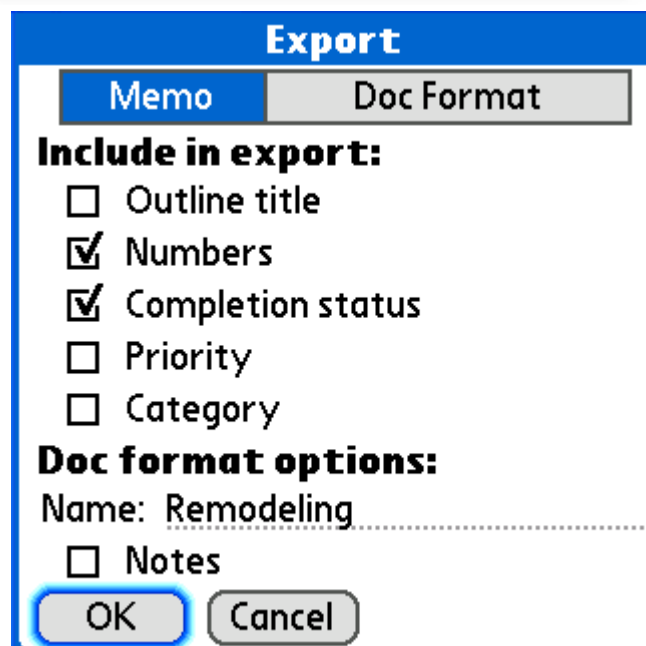 Export
Memo Doc Format
Include in export:
Outline title
Numbers
Completion status
Priority
Category
Doc format options:
Name: Remodeling
Notes
OK Cancel